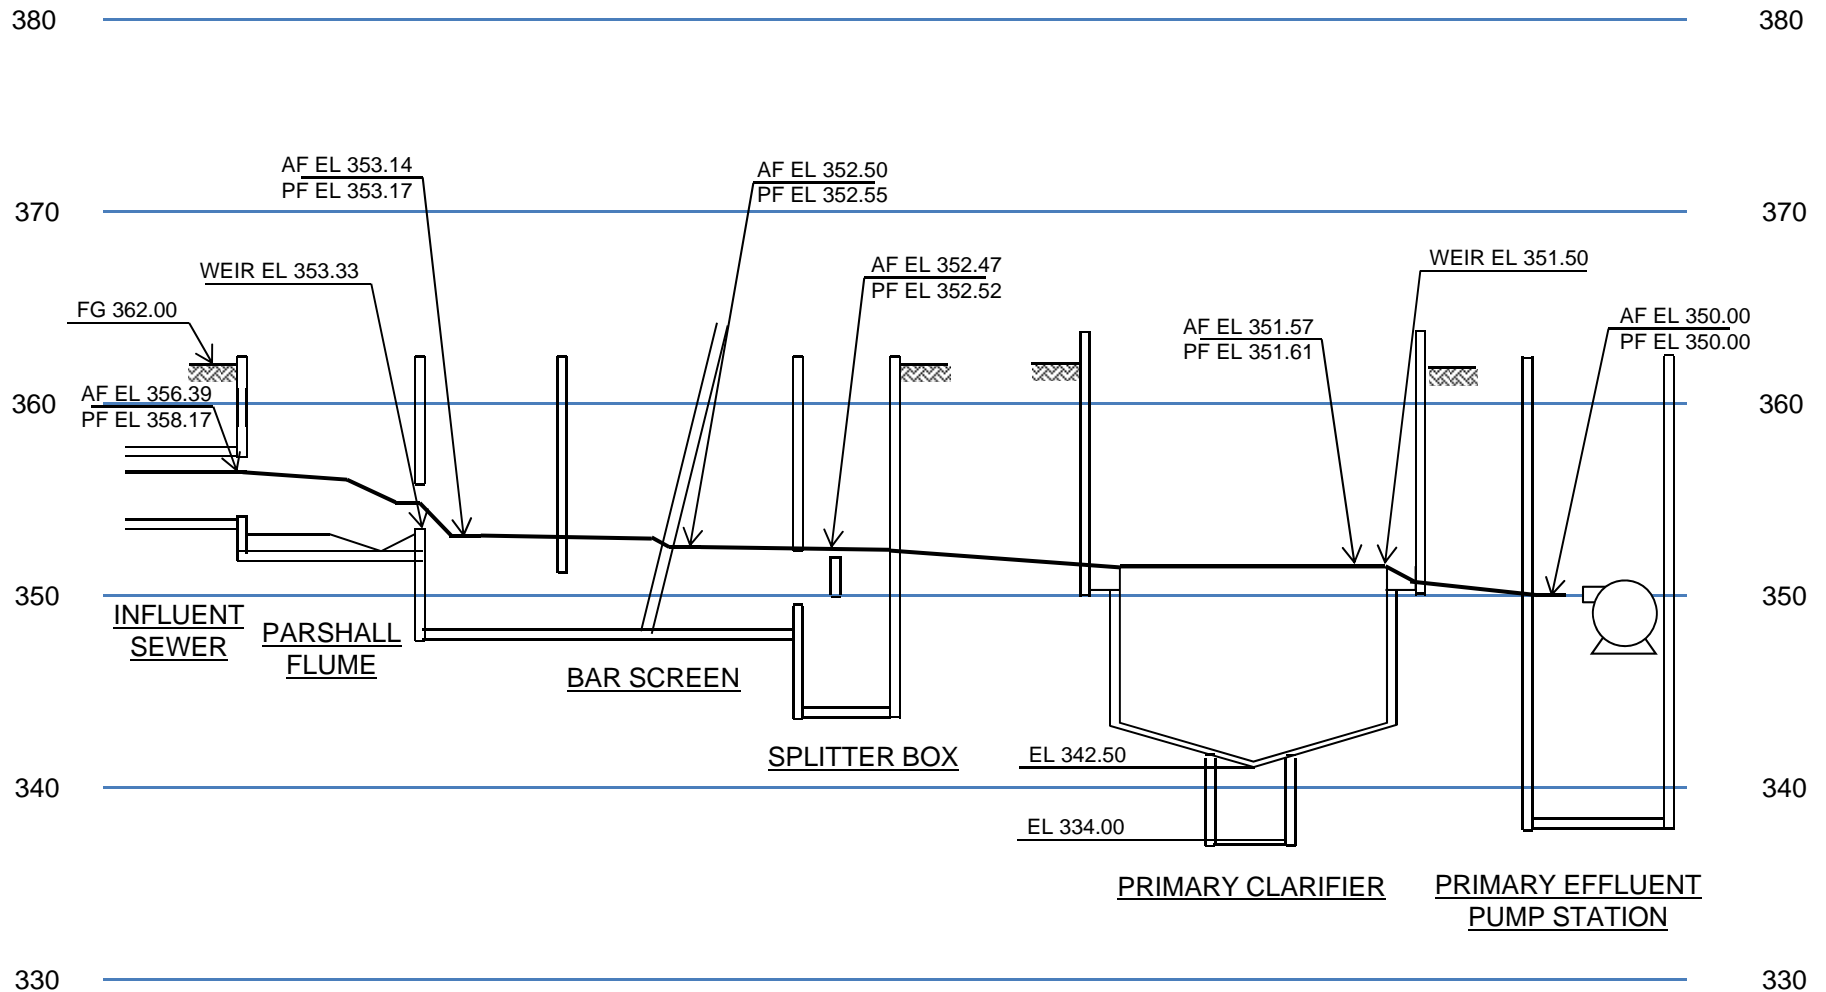 380
380
AF EL 353.14
PF EL 353.17
AF EL 352.50
PF EL 352.55
370
370
WEIR EL 353.33
AF EL 352.47
PF EL 352.52
WEIR EL 351.50
FG 362.00
AF EL 351.57
PF EL 351.61
AF EL 350.00
PF EL 350.00
AF EL 356.39
PF EL 358.17
360
360
350
350
INFLUENT
SEWER
PARSHALL
FLUME
BAR SCREEN
SPLITTER BOX
EL 342.50
340
340
EL 334.00
PRIMARY CLARIFIER
PRIMARY EFFLUENT
PUMP STATION
330
330